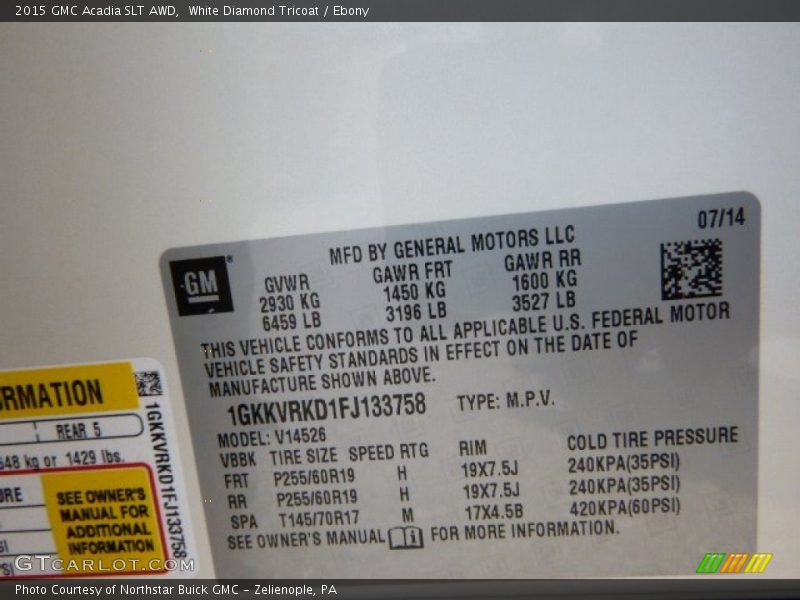 2015 GMC Acadia SLT AWD, White Diamond Tricoat / Ebony
07/14
MFD BY GENERAL MOTORS LLC
GM
GVWR GAWR FRT GAWR RR
2930 KG 1450 KG 1600 KG
6459 LB 3196 LB 3527 LB
THIS VEHICLE CONFORMS TO ALL APPLICABLE U.S. FEDERAL MOTOR
VEHICLE SAFETY STANDARDS IN EFFECT ON THE DATE OF
MANUFACTURE SHOWN ABOVE.
1GKKVRKD1FJ133758 TYPE: M.P.V.
MODEL: V14526
VBBK TIRE SIZE SPEED RTG RIM COLD TIRE PRESSURE
FRT P255/60R19 H 19X7.5J 240KPA(35PSI)
RR P255/60R19 H 19X7.5J 240KPA(35PSI)
SPA T145/70R17 M 17X4.5B 420KPA(60PSI)
SEE OWNER'S MANUAL FOR MORE INFORMATION.
RMATION
REAR 5
648 kg or 1429 lbs.
SEE OWNER'S
MANUAL FOR
ADDITIONAL
INFORMATION
1GKKVRKD1FJ133758
GTCARLOT.COM
Photo Courtesy of Northstar Buick GMC - Zelienople, PA